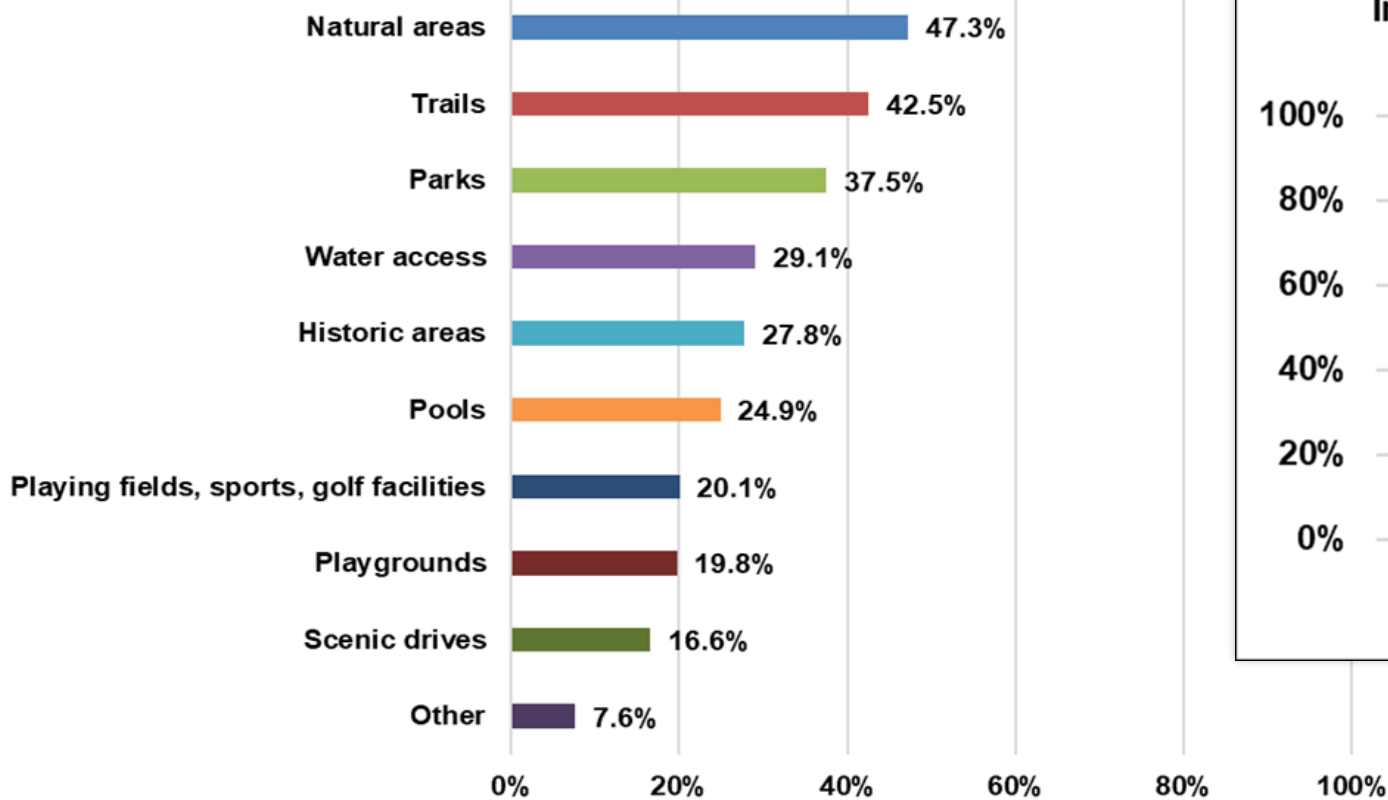 Natural areas 47.3%
Trails 42.5%
Parks 37.5%
Water access 29.1%
Historic areas 27.8%
Pools 24.9%
Playing fields, sports, golf facilities 20.1%
Playgrounds 19.8%
Scenic drives 16.6%
Other 7.6%
0% 20% 40% 60% 80% 100%
100%
80%
60%
40%
20%
0%